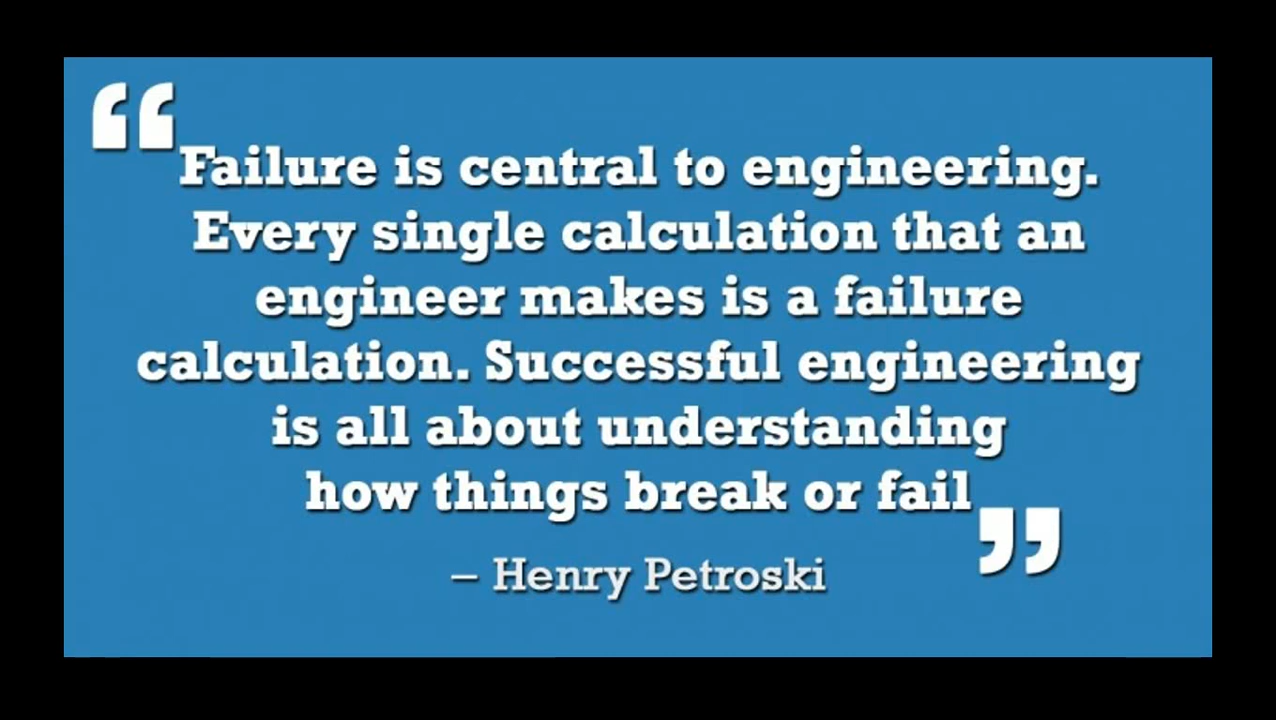 “Failure is central to engineering.
Every single calculation that an
engineer makes is a failure
calculation. Successful engineering
is all about understanding
how things break or fail”
– Henry Petroski